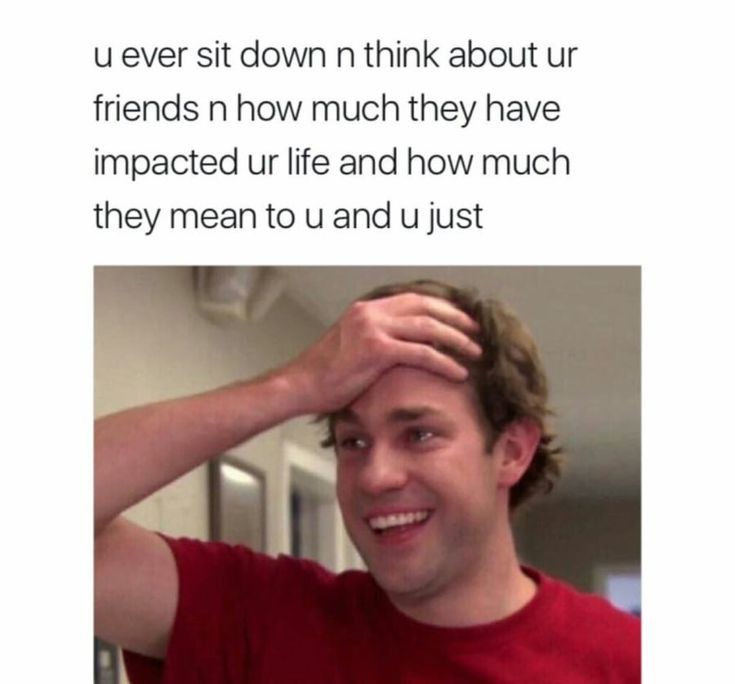 u ever sit down n think about ur
friends n how much they have
impacted ur life and how much
they mean to u and u just